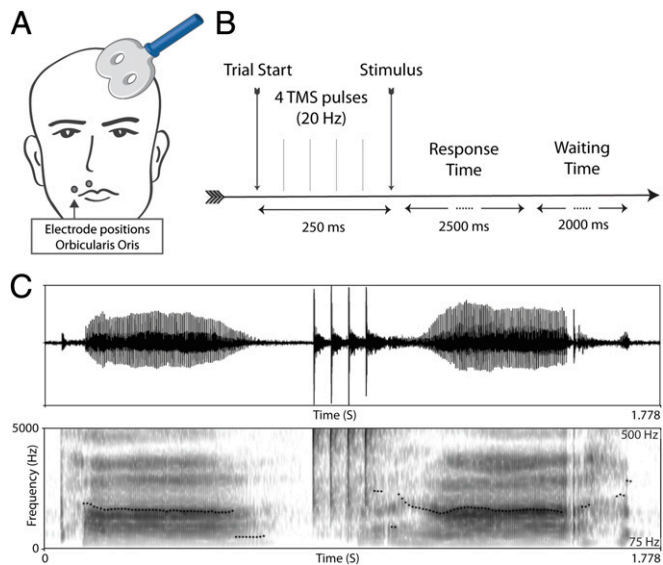 A
B
Trial Start
Stimulus
4 TMS pulses
(20 Hz)
Response
Time
Waiting
Time
250 ms
......
2500 ms
......
2000 ms
Electrode positions
Orbicularis Oris
C
Time (S)
1.778
5000
500 Hz
Frequency (Hz)
75 Hz
0
0
Time (S)
1.778